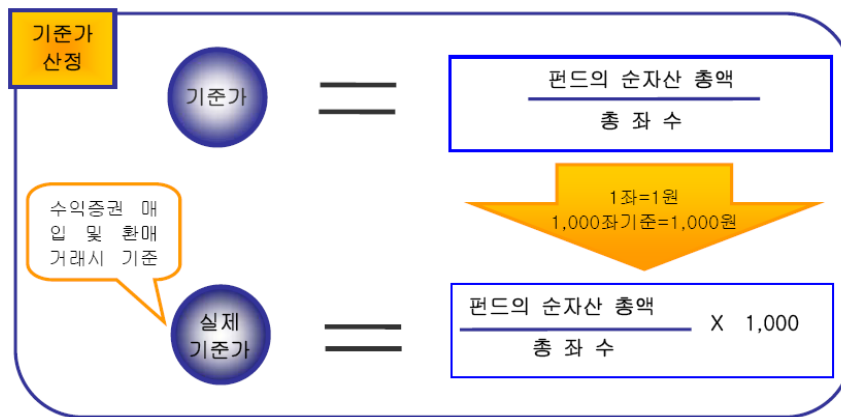 기준가
산정
기준가
펀드의 순자산 총액
총 좌 수
1좌=1원
1,000좌기준=1,000원
수익증권 매
입 및 환매
거래시 기준
실제
기준가
펀드의 순자산 총액
총 좌 수
X 1,000